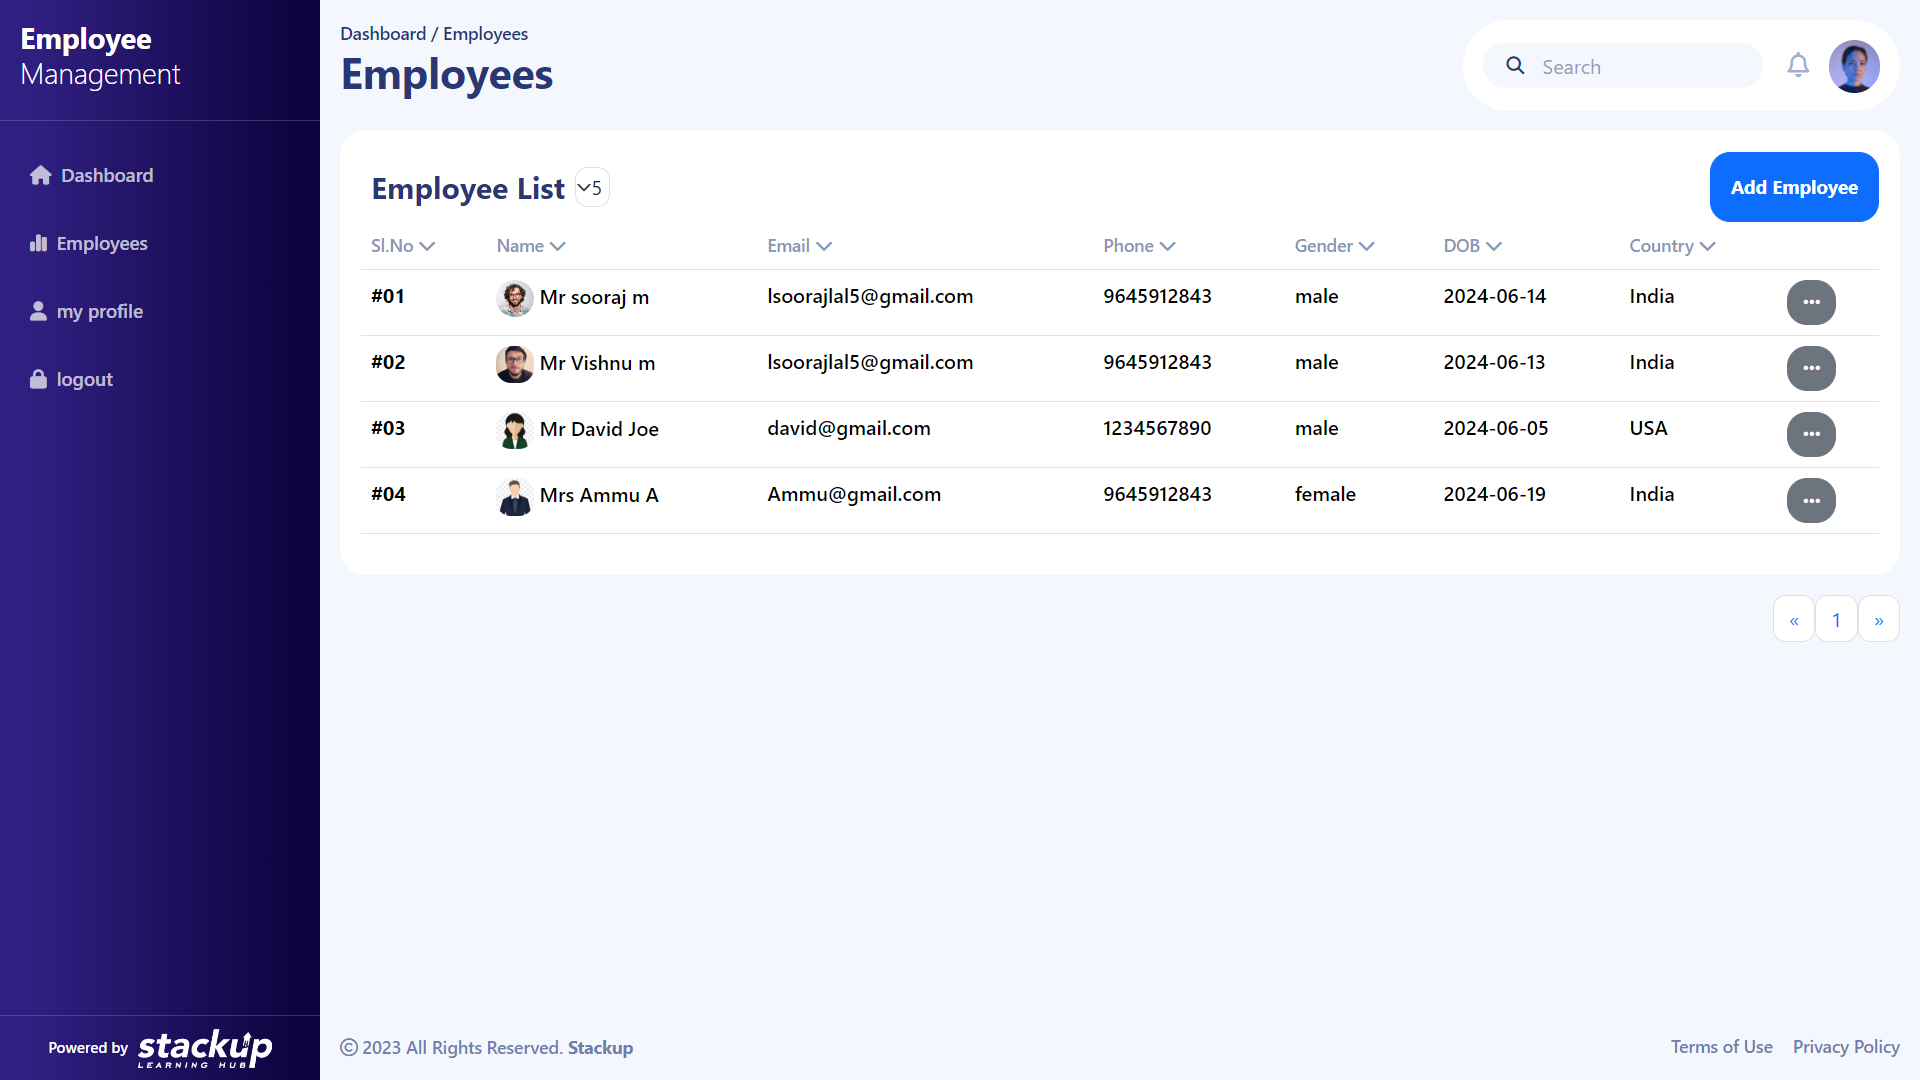 Employee
Management
Dashboard
Employees
my profile
logout
Powered by stackup
LEARNING HUB
Dashboard / Employees
Employees
Search
Employee List 5
Add Employee
Sl.No Name Email Phone Gender DOB Country
#01 Mr sooraj m lsoorajlal5@gmail.com 9645912843 male 2024-06-14 India
#02 Mr Vishnu m lsoorajlal5@gmail.com 9645912843 male 2024-06-13 India
#03 Mr David Joe david@gmail.com 1234567890 male 2024-06-05 USA
#04 Mrs Ammu A Ammu@gmail.com 9645912843 female 2024-06-19 India
« 1 »
© 2023 All Rights Reserved. Stackup
Terms of Use Privacy Policy